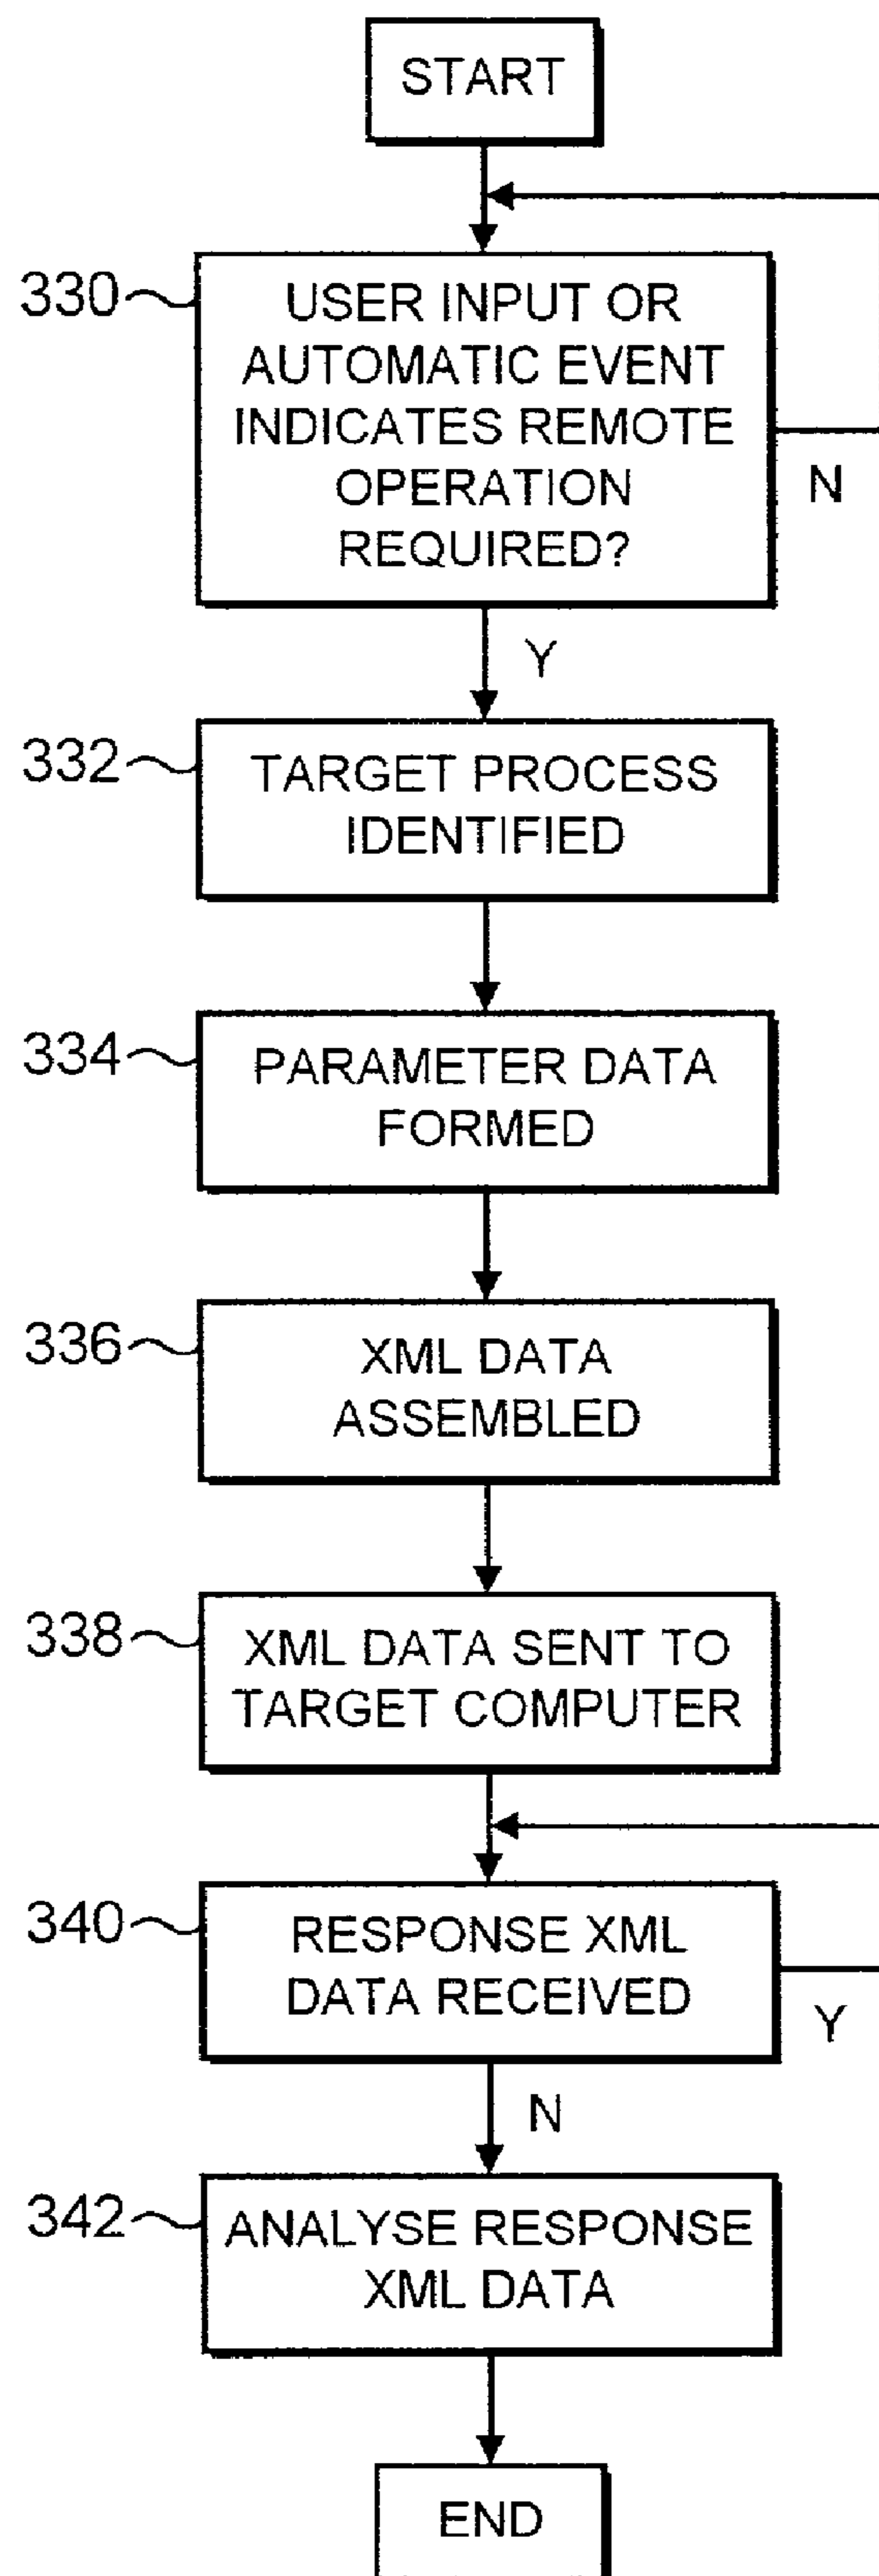 START
330
USER INPUT OR
AUTOMATIC EVENT
INDICATES REMOTE
OPERATION
REQUIRED?
N
Y
332
TARGET PROCESS
IDENTIFIED
334
PARAMETER DATA
FORMED
336
XML DATA
ASSEMBLED
338
XML DATA SENT TO
TARGET COMPUTER
340
RESPONSE XML
DATA RECEIVED
Y
N
342
ANALYSE RESPONSE
XML DATA
END